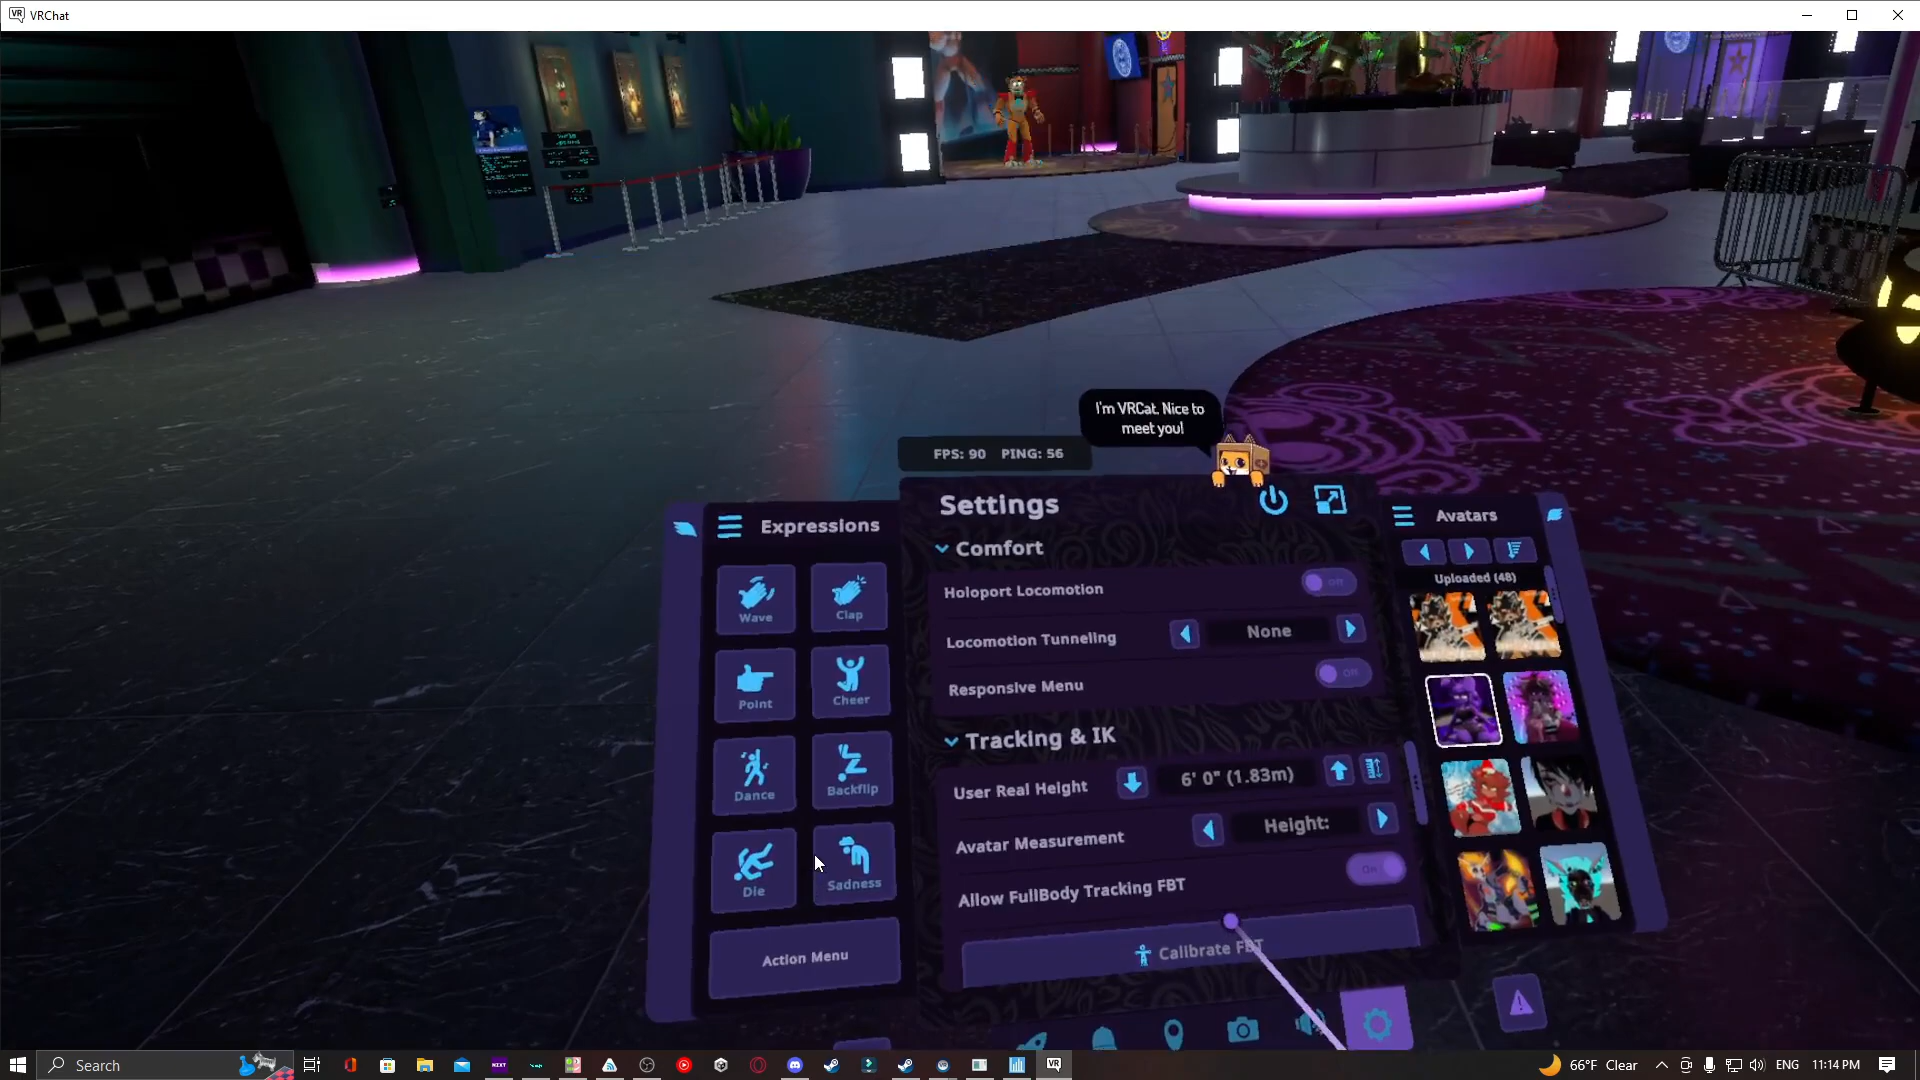 VRChat
I'm VRCat. Nice to
meet you!
FPS: 90 PING: 56
Settings
Comfort
Holoport Locomotion
Off
Locomotion Tunneling
None
Responsive Menu
Off
Tracking & IK
User Real Height
6' 0" (1.83m)
Avatar Measurement
Height:
Allow FullBody Tracking FBT
On
Calibrate FBT
Expressions
Wave
Clap
Point
Cheer
Dance
Backflip
Die
Sadness
Action Menu
Avatars
Uploaded (48)
Search
66°F Clear
ENG
11:14 PM